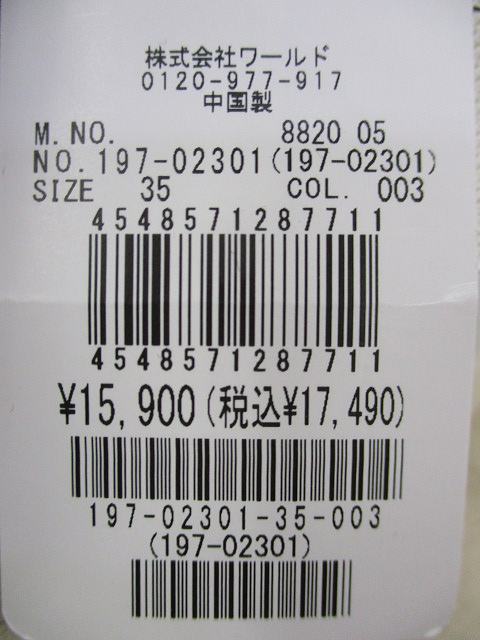 株式会社ワールド
0120-977-917
中国製
M.NO. 8820 05
NO.197-02301(197-02301)
SIZE 35 COL. 003
4548571287711
4548571287711
¥15,900(税込¥17,490)
197-02301-35-003
(197-02301)